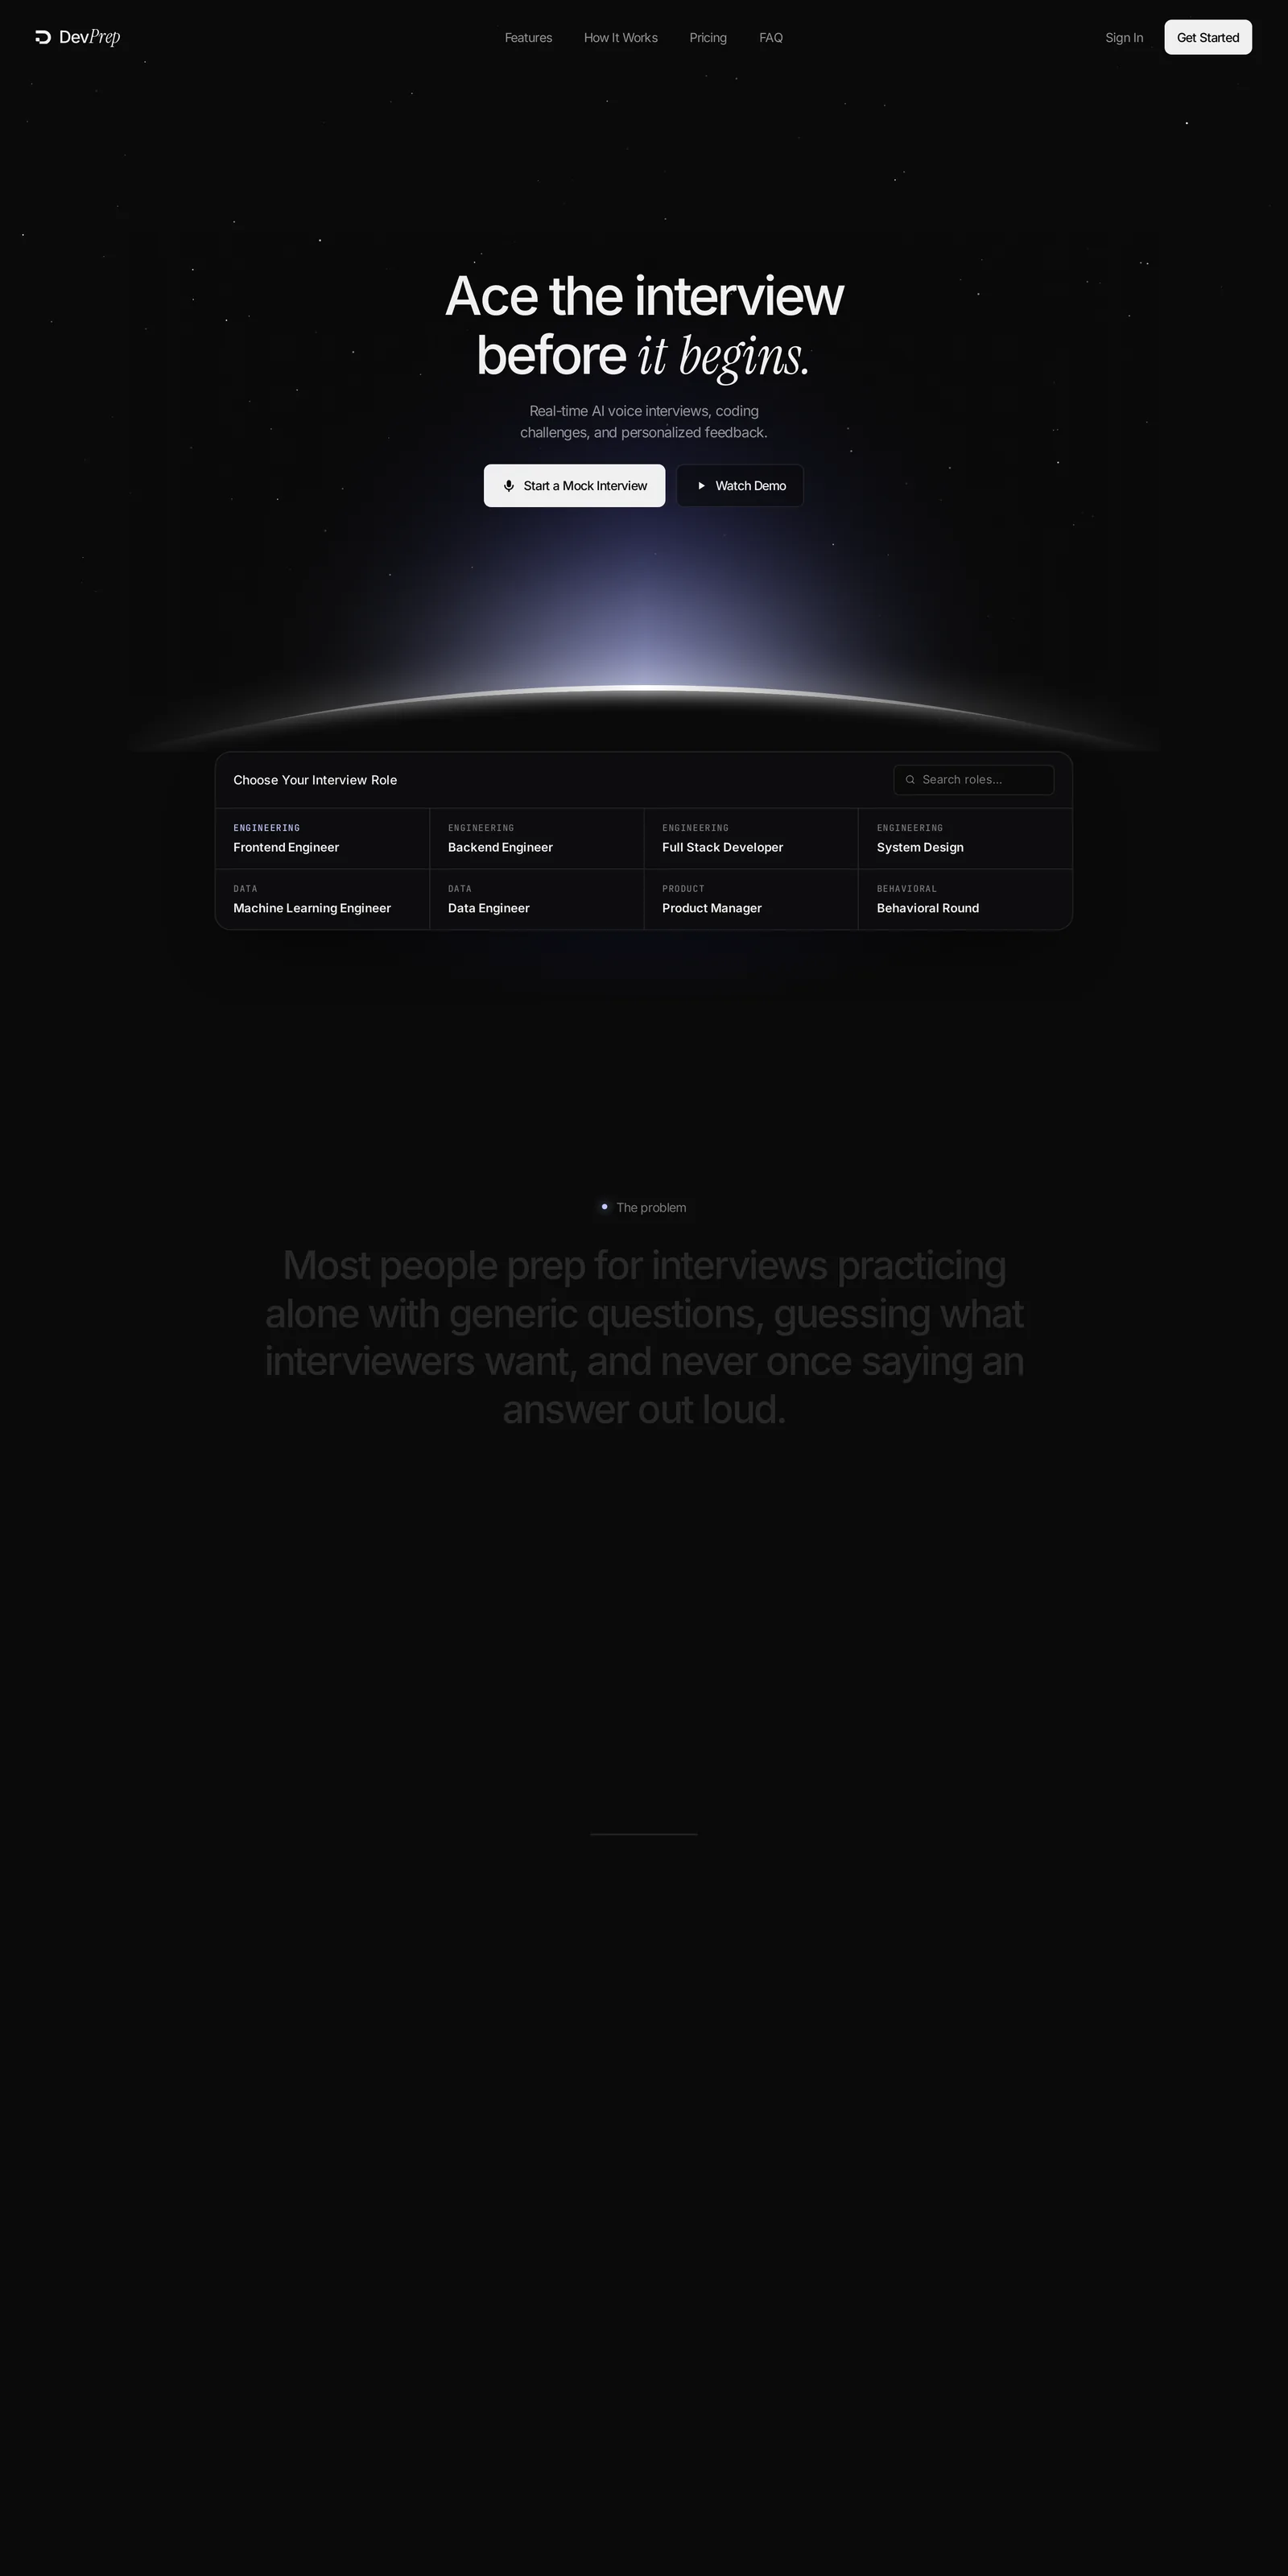 DevPrep
Features
How It Works
Pricing
FAQ
Sign In
Get Started
Ace the interview
before it begins.
Real-time AI voice interviews, coding
challenges, and personalized feedback.
Start a Mock Interview
Watch Demo
Choose Your Interview Role
Search roles...
ENGINEERING
Frontend Engineer
ENGINEERING
Backend Engineer
ENGINEERING
Full Stack Developer
ENGINEERING
System Design
DATA
Machine Learning Engineer
DATA
Data Engineer
PRODUCT
Product Manager
BEHAVIORAL
Behavioral Round
The problem
Most people prep for interviews practicing
alone with generic questions, guessing what
interviewers want, and never once saying an
answer out loud.